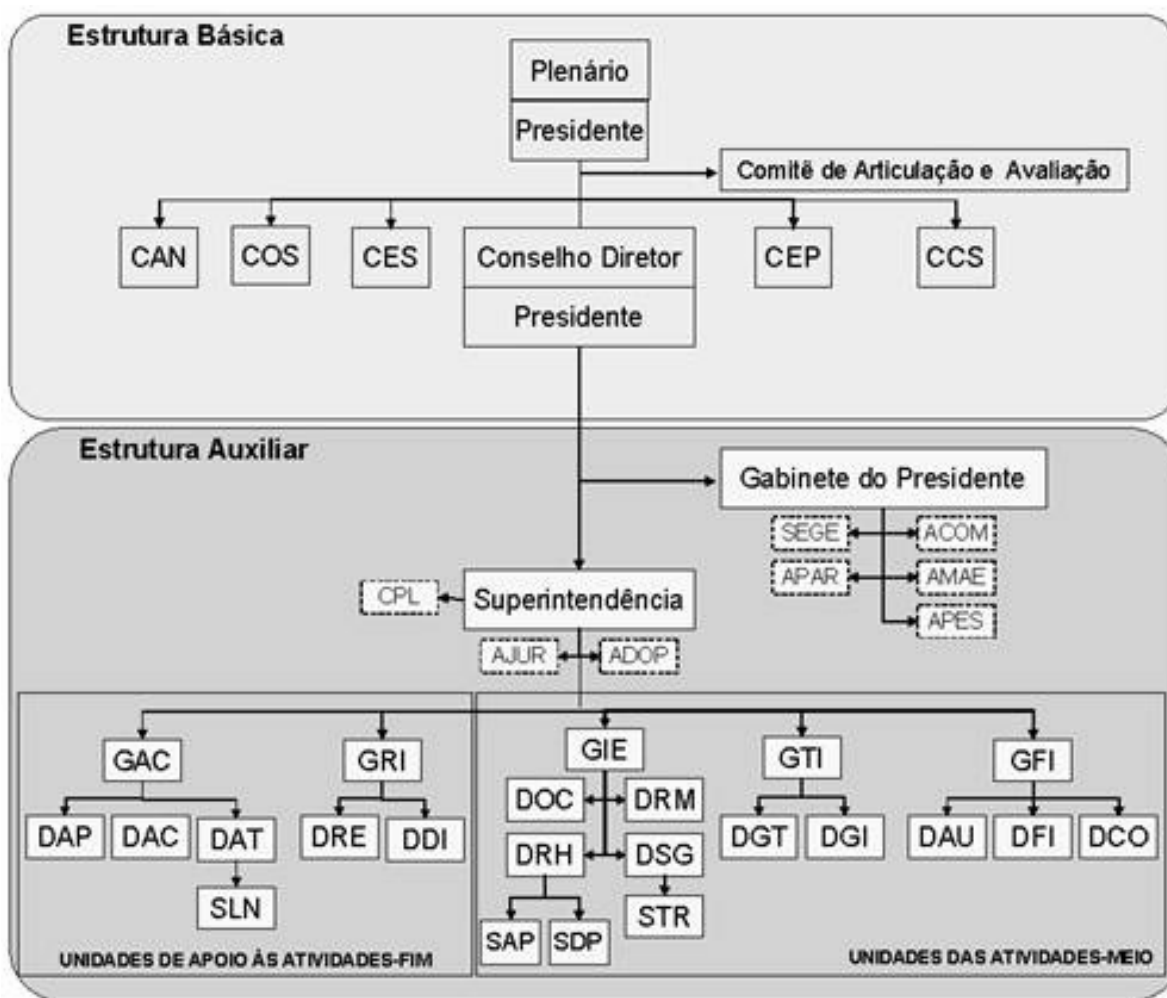 Estrutura Básica
Plenário
Presidente
Comitê de Articulação e Avaliação
CAN
COS
CES
Conselho Diretor
CEP
CCS
Presidente
Estrutura Auxiliar
Gabinete do Presidente
SEGE
ACOM
APAR
AMAE
APES
CPL
Superintendência
AJUR
ADOP
GAC
GRI
GIE
GTI
GFI
DAP
DAC
DAT
DRE
DDI
DOC
DRM
DGT
DGI
DAU
DFI
DCO
DRH
DSG
SLN
STR
SAP
SDP
UNIDADES DE APOIO ÀS ATIVIDADES-FIM
UNIDADES DAS ATIVIDADES-MEIO